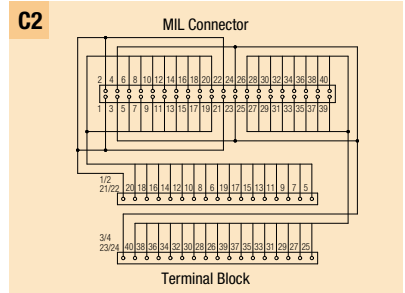 C2
MIL Connector
2 4 6 8 10 12 14 16 18 20 22 24 26 28 30 32 34 36 38 40
1 3 5 7 9 11 13 15 17 19 21 23 25 27 29 31 33 35 37 39
1/2
21/22 20 18 16 14 12 10 8 6 19 17 15 13 11 9 7 5
3/4
23/24 40 38 36 34 32 30 28 26 39 37 35 33 31 29 27 25
Terminal Block